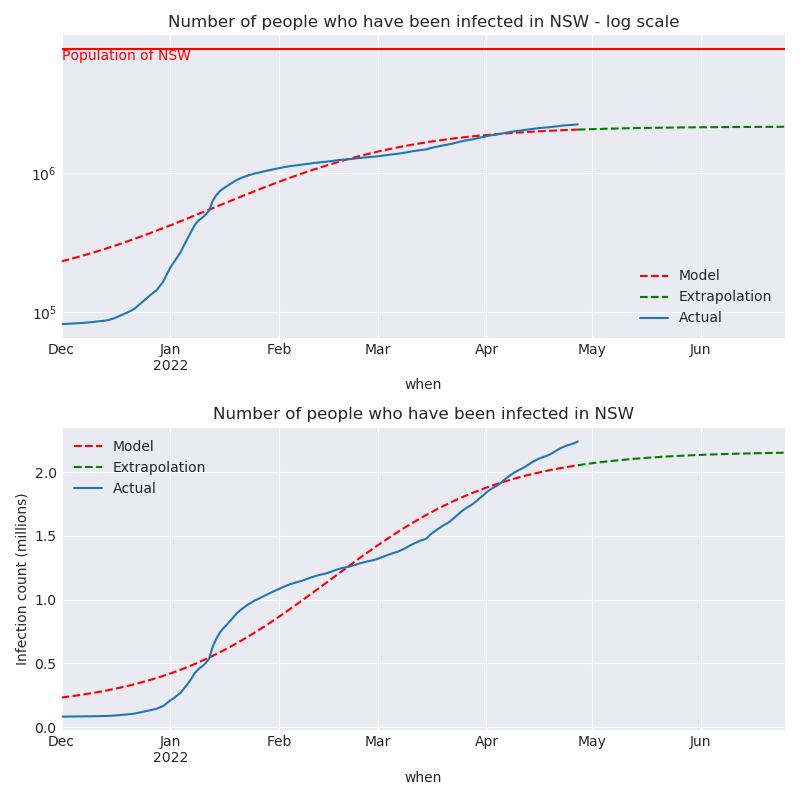 Number of people who have been infected in NSW - log scale
Population of NSW
10^6
10^5
Model
Extrapolation
Actual
Dec Jan Feb Mar Apr May Jun
2022
when
Number of people who have been infected in NSW
Infection count (millions)
2.0
1.5
1.0
0.5
0.0
Model
Extrapolation
Actual
Dec Jan Feb Mar Apr May Jun
2022
when